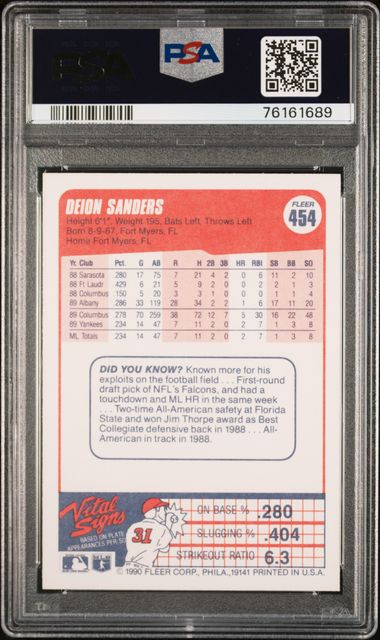 PSA
PSA
76161689
DEION SANDERS
Height 6'1", Weight 195, Bats Left, Throws Left
Born 8-9-67, Fort Myers, FL
Home Fort Myers, FL
FLEER
454
Yr. Club Pct. G AB R H 2B 3B HR RBI SB BB SO
88 Sarasota .280 17 75 7 21 4 2 0 6 11 2 10
88 Ft Laudr .429 6 21 5 9 2 0 0 2 2 1 3
88 Columbus .150 5 20 3 3 1 0 0 0 1 1 4
89 Albany .286 33 119 28 34 2 2 1 6 17 11 20
89 Columbus .278 70 259 38 72 12 7 5 30 16 22 48
89 Yankees .234 14 47 7 11 2 0 2 7 1 3 8
ML Totals .234 14 47 7 11 2 0 2 7 1 3 8
DID YOU KNOW? Known more for his
exploits on the football field . . . First-round
draft pick of NFL's Falcons, and had a
touchdown and ML HR in the same week
. . . Two-time All-American safety at Florida
State and won Jim Thorpe award as Best
Collegiate defensive back in 1988 . . . All-
American in track in 1988.
Vital
Signs
BASED ON PLATE
APPEARANCES PER SO
31
ON BASE % .280
SLUGGING % .404
STRIKEOUT RATIO 6.3
© 1990 FLEER CORP., PHILA., 19141 PRINTED IN U.S.A.